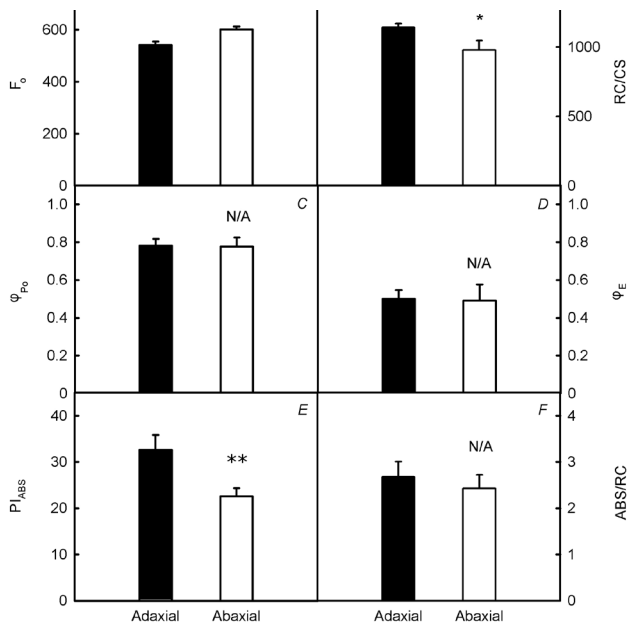 600
400
200
0
Fo
*
1000
500
0
RC/CS
C
N/A
1.0
0.8
0.6
0.4
0.2
0
φPo
D
N/A
1.0
0.8
0.6
0.4
0.2
0
φE
E
**
40
30
20
10
0
PIABS
F
N/A
4
3
2
1
0
ABS/RC
Adaxial Abaxial Adaxial Abaxial